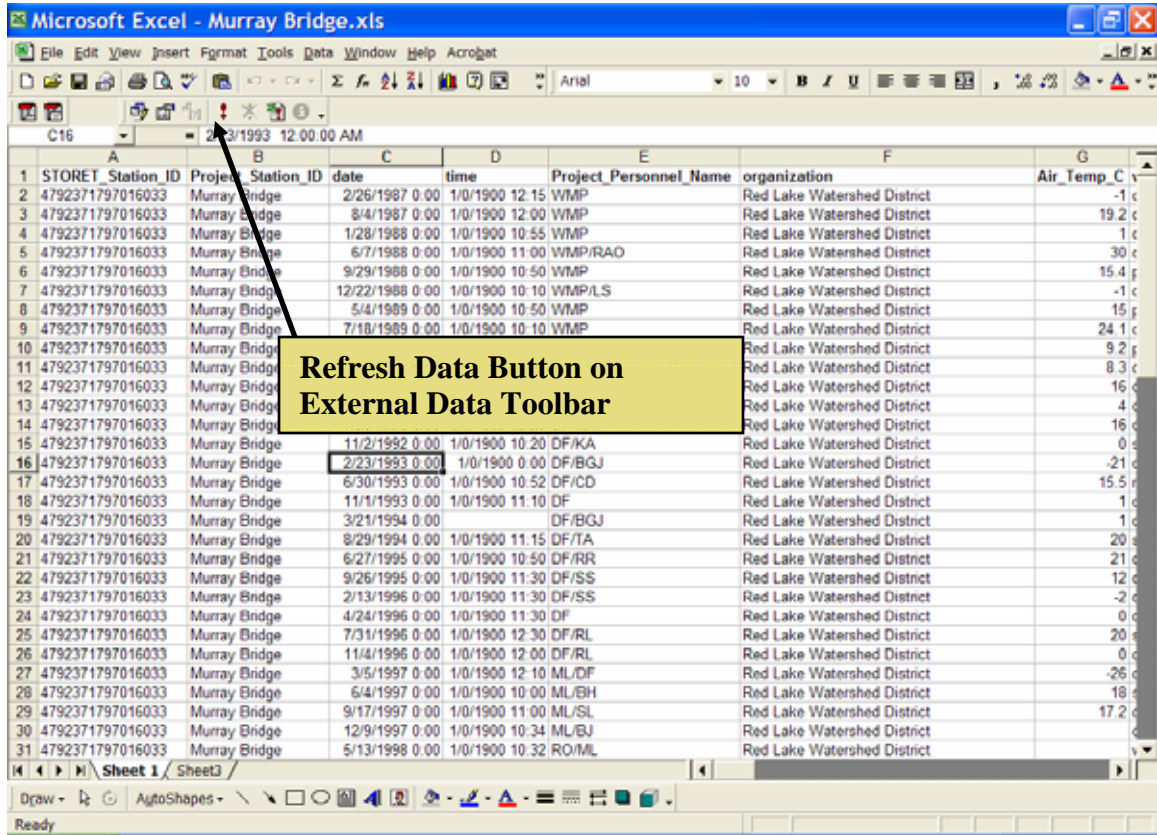 Microsoft Excel - Murray Bridge.xls
File Edit View Insert Format Tools Data Window Help Acrobat
Arial 10 B I U
C16 = 2/ 3/1993 12:00:00 AM
A B C D E F G
1 STORET_Station_ID Project_Station_ID date time Project_Personnel_Name organization Air_Temp_C
2 4792371797016033 Murray Bridge 2/26/1987 0:00 1/0/1900 12:15 WMP Red Lake Watershed District -1
3 4792371797016033 Murray Bridge 8/4/1987 0:00 1/0/1900 12:00 WMP Red Lake Watershed District 19.2
4 4792371797016033 Murray Bridge 1/28/1988 0:00 1/0/1900 10:55 WMP Red Lake Watershed District 1
5 4792371797016033 Murray Bridge 6/7/1988 0:00 1/0/1900 11:00 WMP/RAO Red Lake Watershed District 30
6 4792371797016033 Murray Bridge 9/29/1988 0:00 1/0/1900 10:50 WMP Red Lake Watershed District 15.4
7 4792371797016033 Murray Bridge 12/22/1988 0:00 1/0/1900 10:10 WMP/LS Red Lake Watershed District -1
8 4792371797016033 Murray Bridge 5/4/1989 0:00 1/0/1900 10:50 WMP Red Lake Watershed District 15
9 4792371797016033 Murray Bridge 7/18/1989 0:00 1/0/1900 10:10 WMP Red Lake Watershed District 24.1
10 4792371797016033 Murray Bridge Red Lake Watershed District 9.2
11 4792371797016033 Murray Bridge Red Lake Watershed District 8.3
12 4792371797016033 Murray Bridge Red Lake Watershed District 16
13 4792371797016033 Murray Bridge Red Lake Watershed District 4
14 4792371797016033 Murray Bridge Red Lake Watershed District 16
Refresh Data Button on
External Data Toolbar
15 4792371797016033 Murray Bridge 11/2/1992 0:00 1/0/1900 10:20 DF/KA Red Lake Watershed District 0
16 4792371797016033 Murray Bridge 2/23/1993 0:00 1/0/1900 0:00 DF/BGJ Red Lake Watershed District -21
17 4792371797016033 Murray Bridge 6/30/1993 0:00 1/0/1900 10:52 DF/CD Red Lake Watershed District 15.5
18 4792371797016033 Murray Bridge 11/1/1993 0:00 1/0/1900 11:10 DF Red Lake Watershed District 1
19 4792371797016033 Murray Bridge 3/21/1994 0:00 DF/BGJ Red Lake Watershed District 1
20 4792371797016033 Murray Bridge 8/29/1994 0:00 1/0/1900 11:15 DF/TA Red Lake Watershed District 20
21 4792371797016033 Murray Bridge 6/27/1995 0:00 1/0/1900 10:50 DF/RR Red Lake Watershed District 21
22 4792371797016033 Murray Bridge 9/26/1995 0:00 1/0/1900 11:30 DF/SS Red Lake Watershed District 12
23 4792371797016033 Murray Bridge 2/13/1996 0:00 1/0/1900 11:30 DF/SS Red Lake Watershed District -2
24 4792371797016033 Murray Bridge 4/24/1996 0:00 1/0/1900 11:30 DF Red Lake Watershed District 0
25 4792371797016033 Murray Bridge 7/31/1996 0:00 1/0/1900 12:30 DF/RL Red Lake Watershed District 20
26 4792371797016033 Murray Bridge 11/4/1996 0:00 1/0/1900 12:00 DF/RL Red Lake Watershed District 0
27 4792371797016033 Murray Bridge 3/5/1997 0:00 1/0/1900 12:10 ML/DF Red Lake Watershed District -26
28 4792371797016033 Murray Bridge 6/4/1997 0:00 1/0/1900 10:00 ML/BH Red Lake Watershed District 18
29 4792371797016033 Murray Bridge 9/17/1997 0:00 1/0/1900 11:00 ML/SL Red Lake Watershed District 17.2
30 4792371797016033 Murray Bridge 12/9/1997 0:00 1/0/1900 10:34 ML/BJ Red Lake Watershed District
31 4792371797016033 Murray Bridge 5/13/1998 0:00 1/0/1900 10:32 RO/ML Red Lake Watershed District
Sheet 1 Sheet3
Draw AutoShapes
Ready